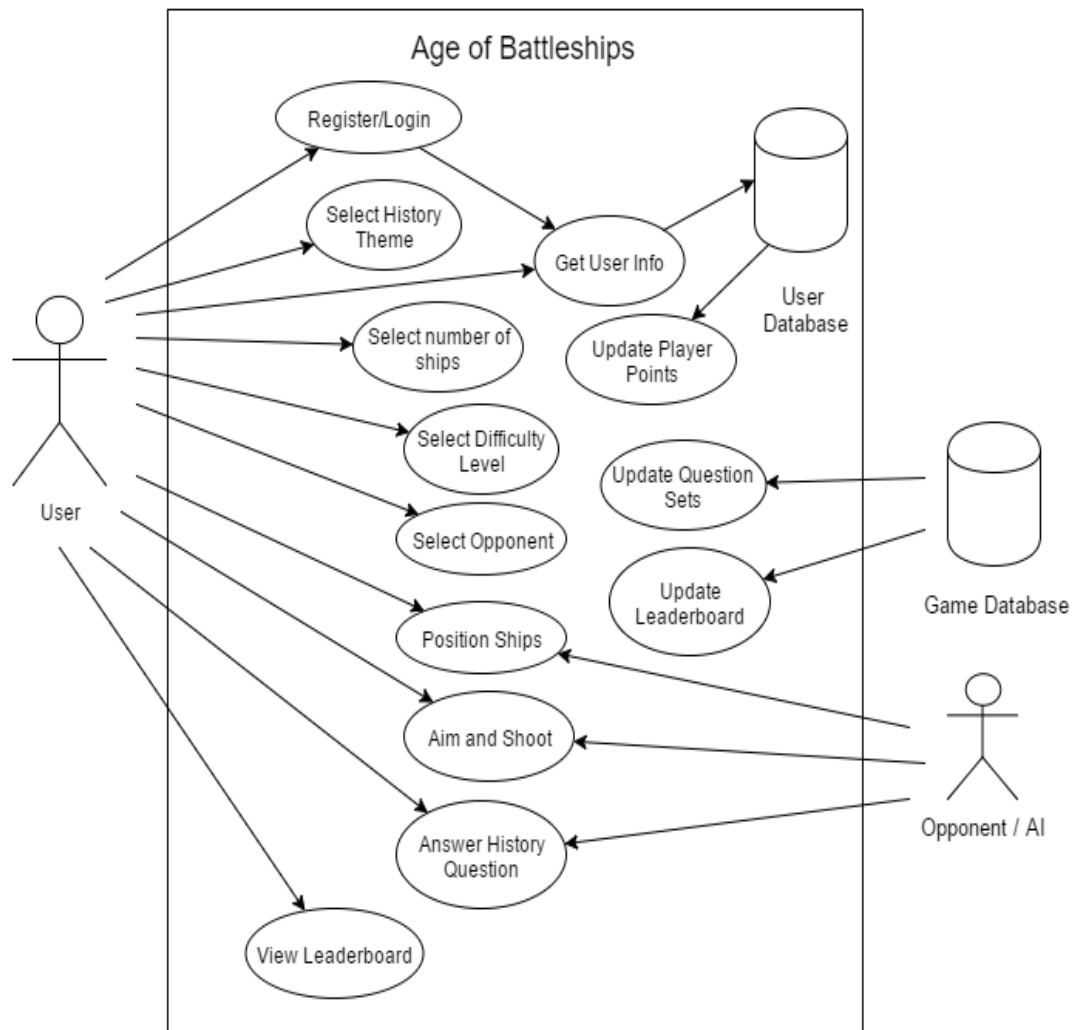 Age of Battleships
Register/Login
Select History
Theme
Get User Info
User
Database
Select number of
ships
Update Player
Points
Select Difficulty
Level
Update Question
Sets
User
Select Opponent
Update
Leaderboard
Game Database
Position Ships
Aim and Shoot
Opponent / AI
Answer History
Question
View Leaderboard